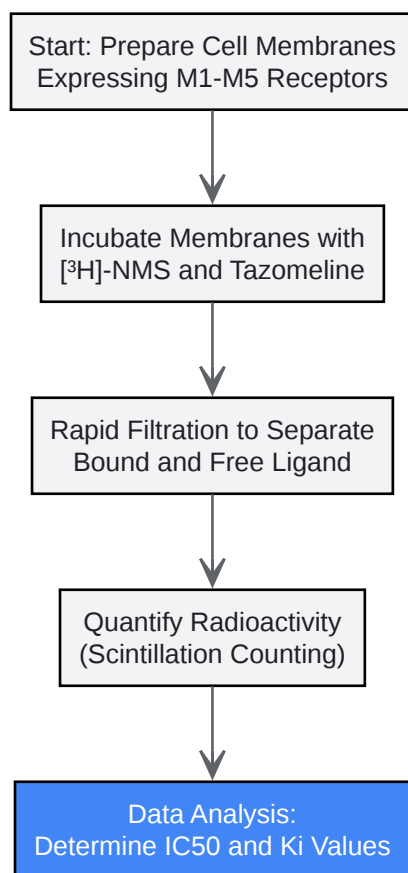 Start: Prepare Cell Membranes
Expressing M1-M5 Receptors
Incubate Membranes with
[³H]-NMS and Tazomeline
Rapid Filtration to Separate
Bound and Free Ligand
Quantify Radioactivity
(Scintillation Counting)
Data Analysis:
Determine IC50 and Ki Values